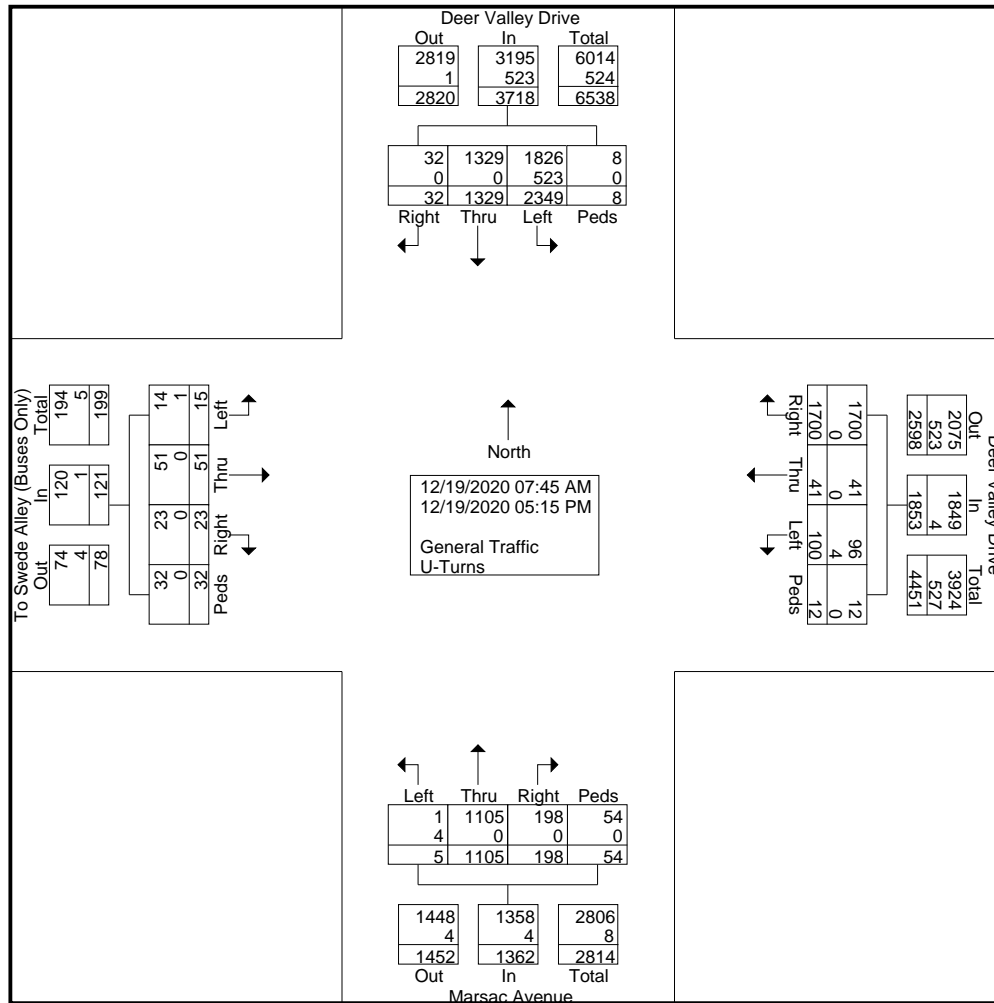 Deer Valley Drive
Out In Total
2819 3195 6014
1 523 524
2820 3718 6538
32 1329 1826 8
0 0 523 0
32 1329 2349 8
Right Thru Left Peds
To Swede Alley (Buses Only)
Total In Out
194 120 74
5 1 4
199 121 78
14 51 23 32
1 0 0 0
15 51 23 32
Left Thru Right Peds
North
12/19/2020 07:45 AM
12/19/2020 05:15 PM
General Traffic
U-Turns
Deer Valley Drive
Out In Total
2075 1849 3924
523 4 527
2598 1853 4451
1700 41 96 12
0 0 4 0
1700 41 100 12
Right Thru Left Peds
Left Thru Right Peds
1 1105 198 54
4 0 0 0
5 1105 198 54
1448 1358 2806
4 4 8
1452 1362 2814
Out In Total
Marsac Avenue